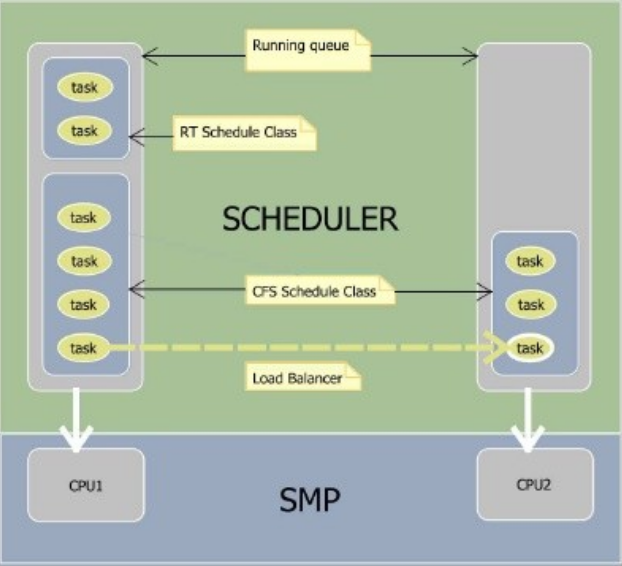 Running queue
task
task
RT Schedule Class
task
SCHEDULER
task
task
task
CFS Schedule Class
task
task
task
Load Balancer
CPU1
SMP
CPU2